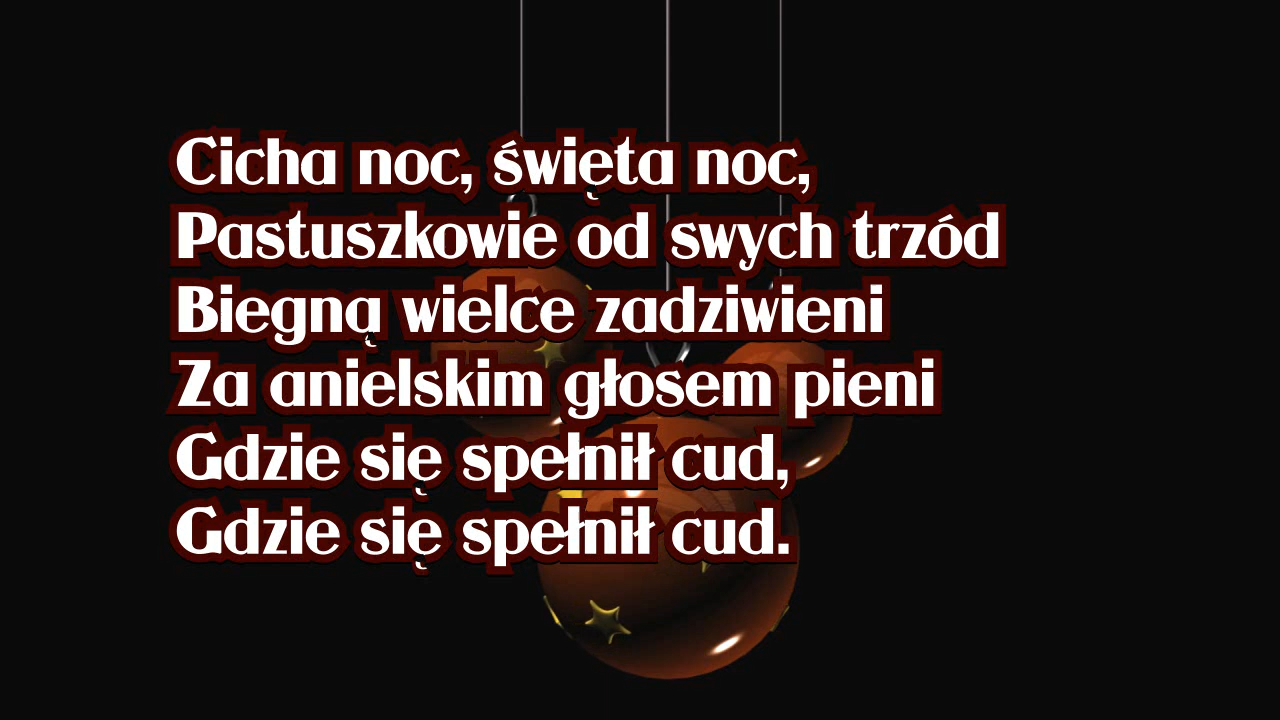 Cicha noc, święta noc,
Pastuszkowie od swych trzód
Biegną wielce zadziwieni
Za anielskim głosem pieni
Gdzie się spełnił cud,
Gdzie się spełnił cud.